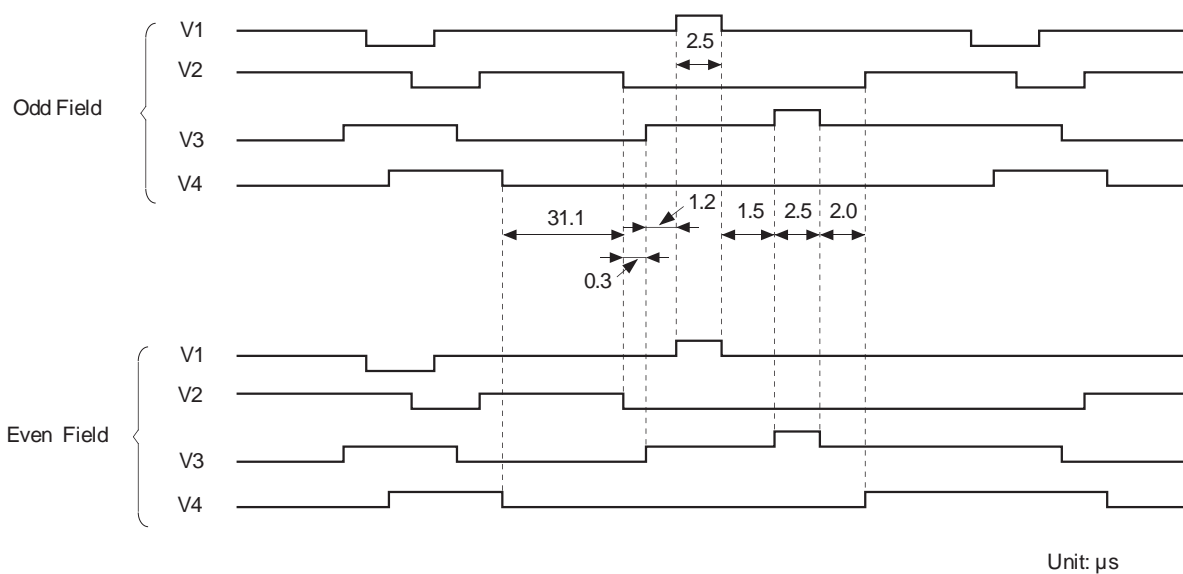 V1
2.5
V2
Odd Field
V3
V4
1.2
31.1
1.5
2.5
2.0
0.3
V1
V2
Even Field
V3
V4
Unit: μs